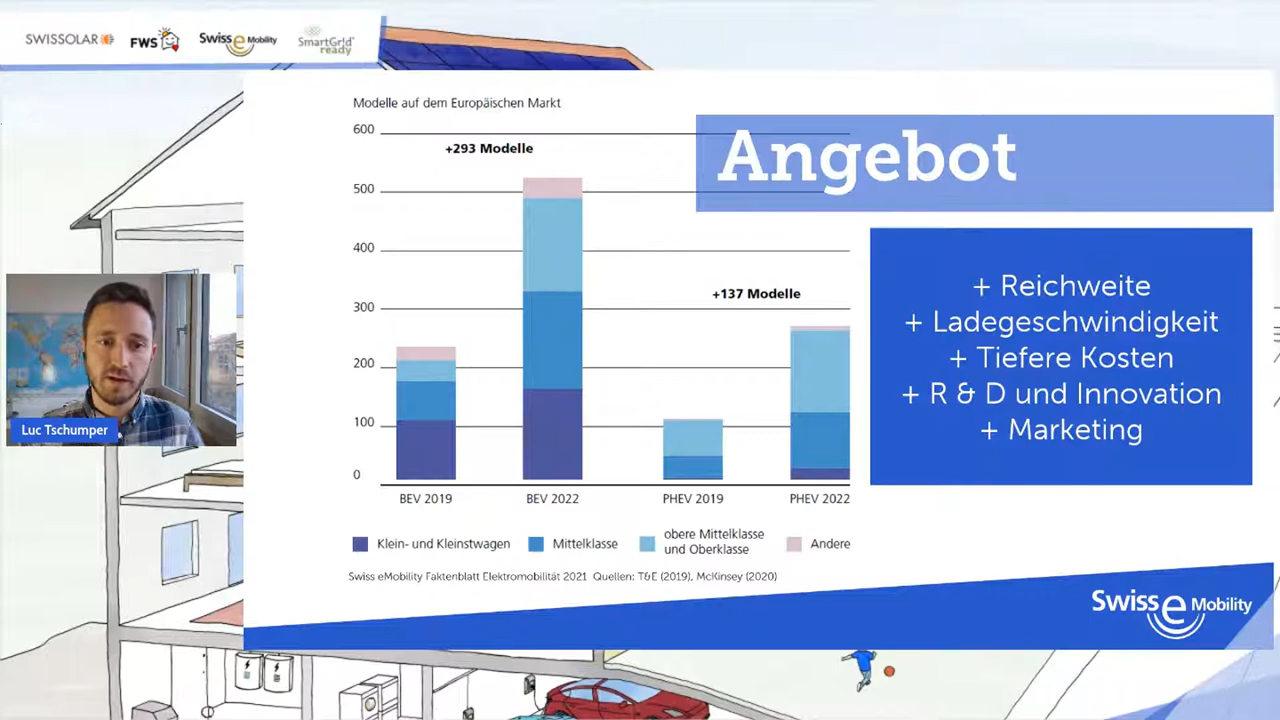 SWISSOLAR
FWS
Swiss eMobility
SmartGrid ready
Modelle auf dem Europäischen Markt
600
500
400
300
200
100
0
+293 Modelle
+137 Modelle
BEV 2019
BEV 2022
PHEV 2019
PHEV 2022
Klein- und Kleinstwagen
Mittelklasse
obere Mittelklasse
und Oberklasse
Andere
Swiss eMobility Faktenblatt Elektromobilität 2021 Quellen: T&E (2019), McKinsey (2020)
Angebot
+ Reichweite
+ Ladegeschwindigkeit
+ Tiefere Kosten
+ R & D und Innovation
+ Marketing
Luc Tschumper
Swiss eMobility